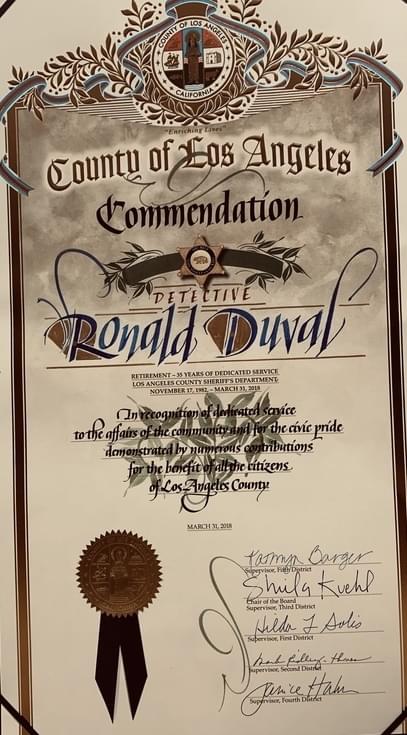 COUNTY OF LOS ANGELES
CALIFORNIA
"Enriching Lives"
County of Los Angeles
Commendation
DETECTIVE
Ronald Duval
RETIREMENT – 35 YEARS OF DEDICATED SERVICE
LOS ANGELES COUNTY SHERIFF'S DEPARTMENT
NOVEMBER 17, 1982, – MARCH 31, 2018
In recognition of dedicated service
to the affairs of the community and for the civic pride
demonstrated by numerous contributions
for the benefit of all the citizens
of Los Angeles County
MARCH 31, 2018
Kathryn Barger
Supervisor, Fifth District
Sheila Kuehl
Chair of the Board
Supervisor, Third District
Hilda L Solis
Supervisor, First District
Mark Ridley-Thomas
Supervisor, Second District
Janice Hahn
Supervisor, Fourth District